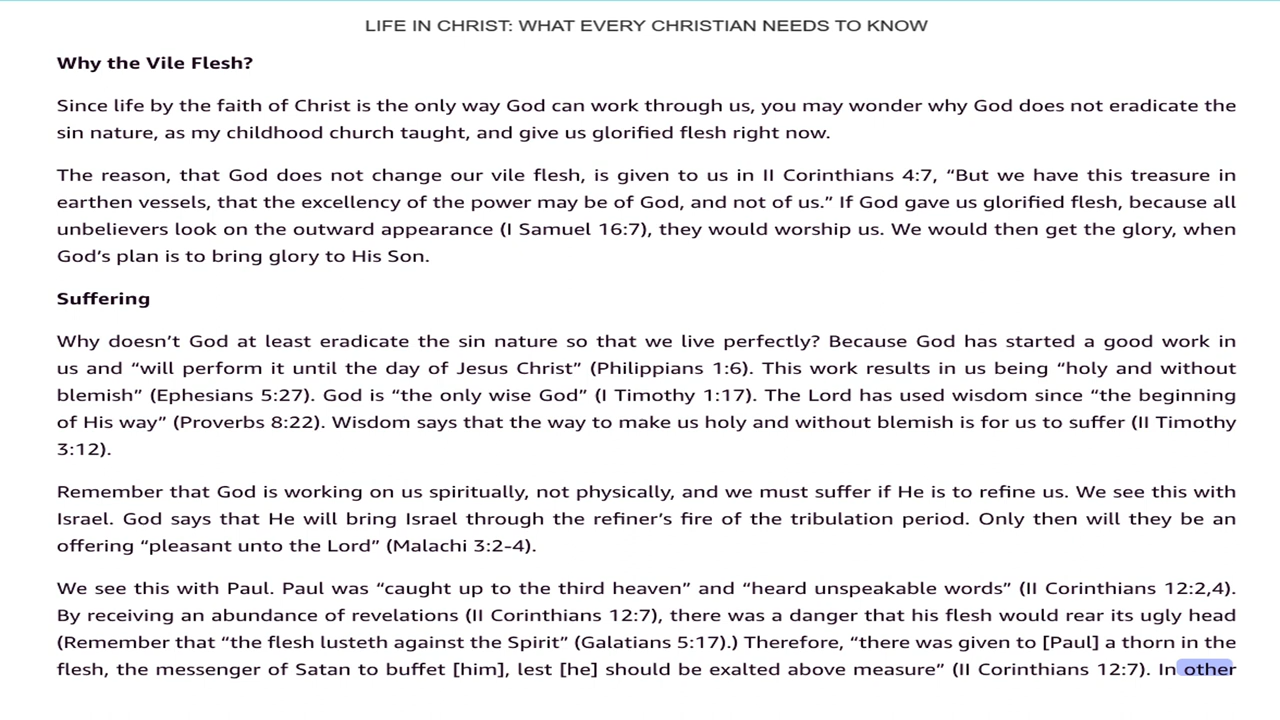 LIFE IN CHRIST: WHAT EVERY CHRISTIAN NEEDS TO KNOW
Why the Vile Flesh?
Since life by the faith of Christ is the only way God can work through us, you may wonder why God does not eradicate the
sin nature, as my childhood church taught, and give us glorified flesh right now.
The reason, that God does not change our vile flesh, is given to us in II Corinthians 4:7, “But we have this treasure in
earthen vessels, that the excellency of the power may be of God, and not of us.” If God gave us glorified flesh, because all
unbelievers look on the outward appearance (I Samuel 16:7), they would worship us. We would then get the glory, when
God’s plan is to bring glory to His Son.
Suffering
Why doesn’t God at least eradicate the sin nature so that we live perfectly? Because God has started a good work in
us and “will perform it until the day of Jesus Christ” (Philippians 1:6). This work results in us being “holy and without
blemish” (Ephesians 5:27). God is “the only wise God” (I Timothy 1:17). The Lord has used wisdom since “the beginning
of His way” (Proverbs 8:22). Wisdom says that the way to make us holy and without blemish is for us to suffer (II Timothy
3:12).
Remember that God is working on us spiritually, not physically, and we must suffer if He is to refine us. We see this with
Israel. God says that He will bring Israel through the refiner’s fire of the tribulation period. Only then will they be an
offering “pleasant unto the Lord” (Malachi 3:2-4).
We see this with Paul. Paul was “caught up to the third heaven” and “heard unspeakable words” (II Corinthians 12:2,4).
By receiving an abundance of revelations (II Corinthians 12:7), there was a danger that his flesh would rear its ugly head
(Remember that “the flesh lusteth against the Spirit” (Galatians 5:17).) Therefore, “there was given to [Paul] a thorn in the
flesh, the messenger of Satan to buffet [him], lest [he] should be exalted above measure” (II Corinthians 12:7). In other